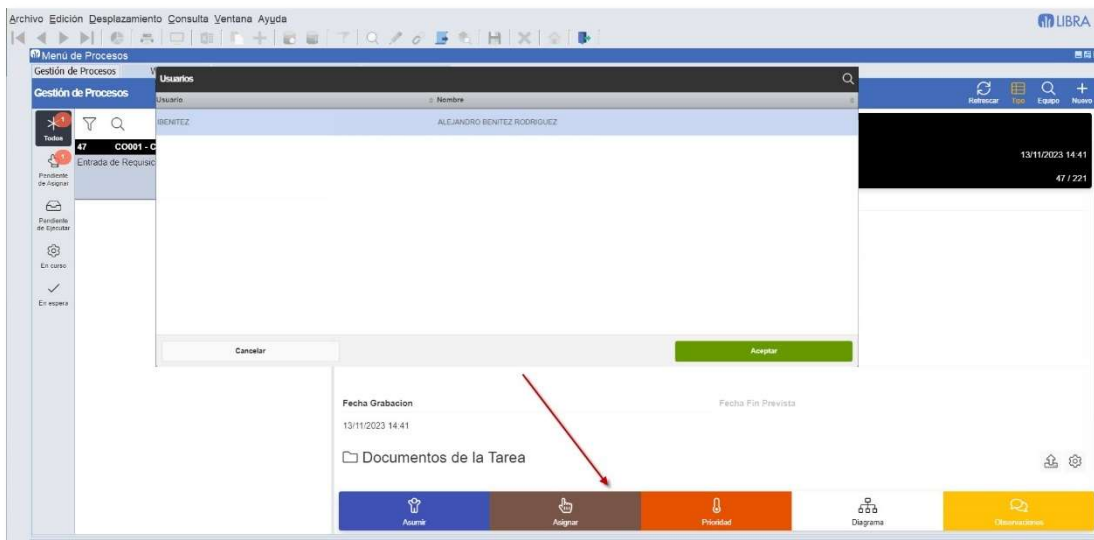 Archivo Edición Desplazamiento Consulta Ventana Ayuda
LIBRA
Menú de Procesos
Gestión de Procesos
Gestión de Procesos
Refrescar Tipo Equipo Nuevo
Usuarios
Usuario Nombre
IBENITEZ ALEJANDRO BENITEZ RODRIGUEZ
1
Todos
47 CO001 - C
Entrada de Requisic
13/11/2023 14:41
47 / 221
1
Pendiente
de Asignar
Pendiente
de Ejecutar
En curso
En espera
Cancelar Aceptar
Fecha Grabacion Fecha Fin Prevista
13/11/2023 14:41
Documentos de la Tarea
Asumir Asignar Prioridad Diagrama Observaciones